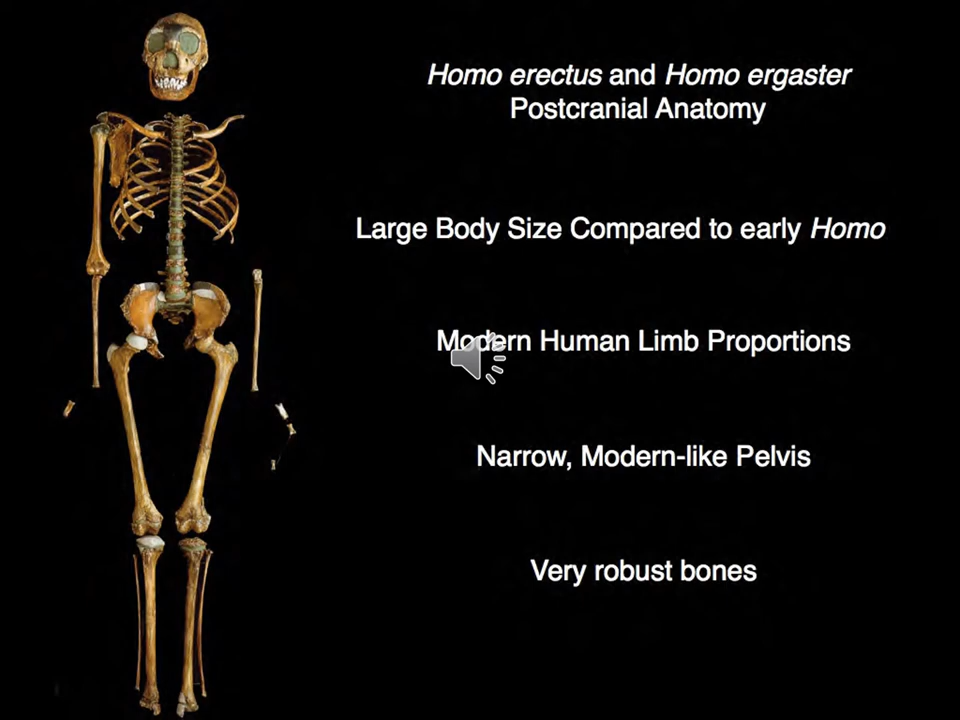 Homo erectus and Homo ergaster
Postcranial Anatomy
Large Body Size Compared to early Homo
Modern Human Limb Proportions
Narrow, Modern-like Pelvis
Very robust bones